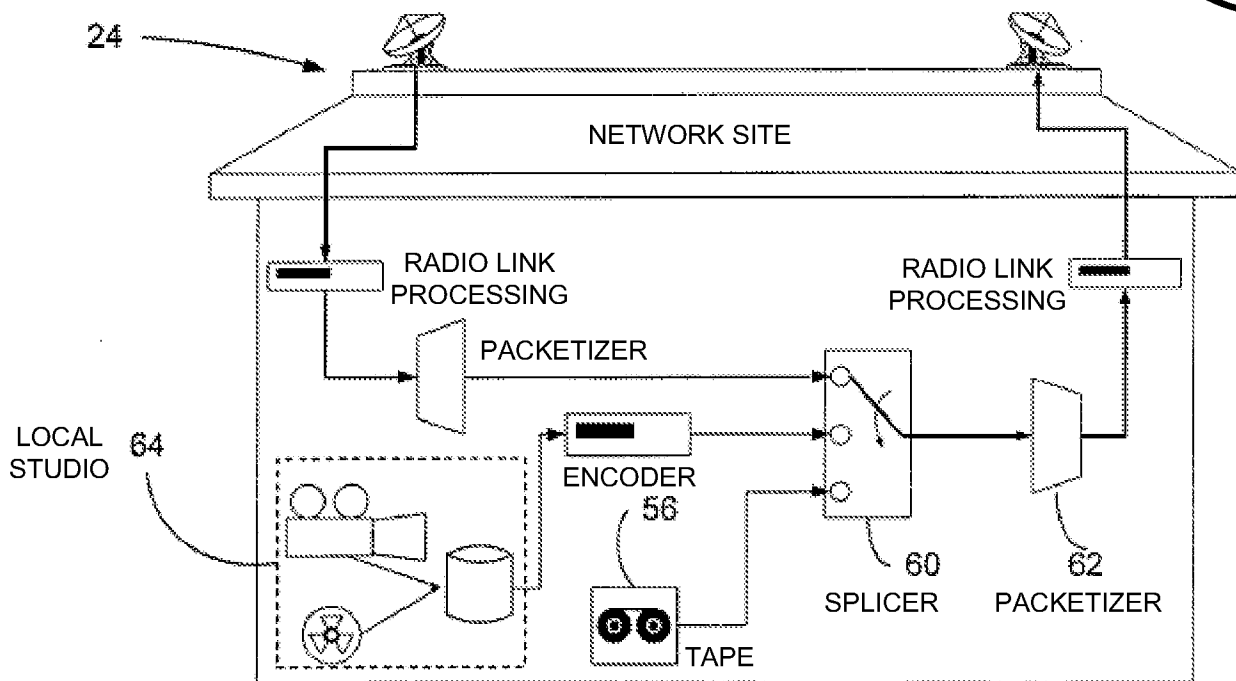 24
NETWORK SITE
RADIO LINK
PROCESSING
RADIO LINK
PROCESSING
PACKETIZER
LOCAL
STUDIO
64
ENCODER
56
60
SPLICER
62
PACKETIZER
TAPE